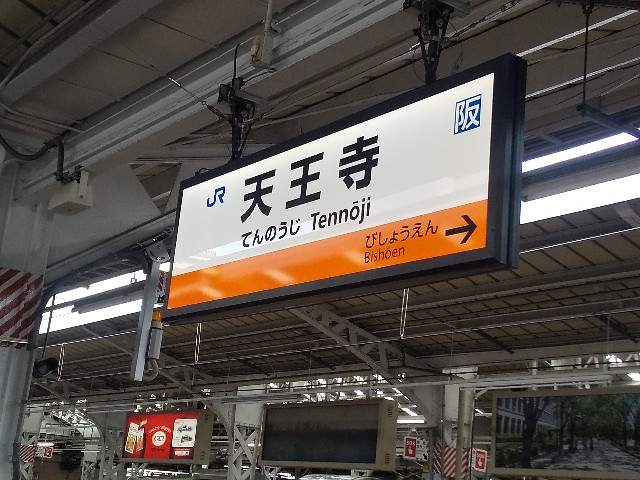 阪
JR
天王寺
てんのうじ Tennōji
びしょうえん →
Bishōen